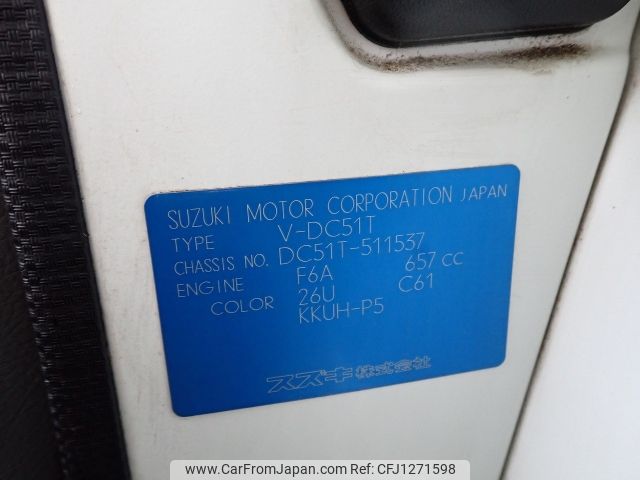 SUZUKI MOTOR CORPORATION JAPAN
TYPE V-DC51T
CHASSIS NO. DC51T-511537
ENGINE F6A 657 CC
COLOR 26U C61
KKUH-P5
スズキ株式会社
www.CarFromJapan.com | © CarFromJapan | CFJ1271598